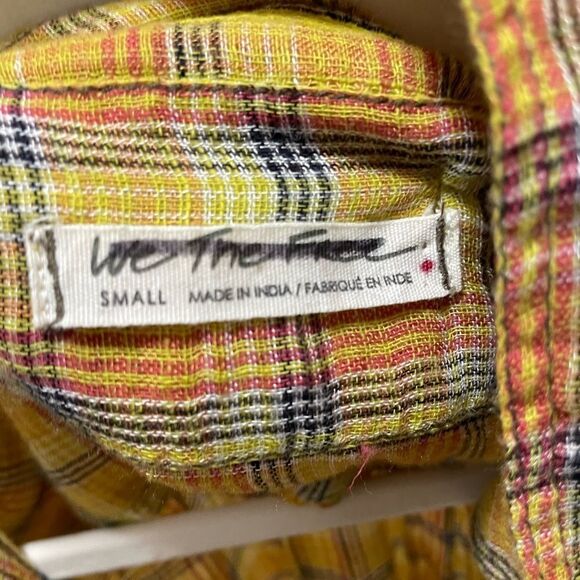 We The Free.
SMALL MADE IN INDIA / FABRIQUÉ EN INDE